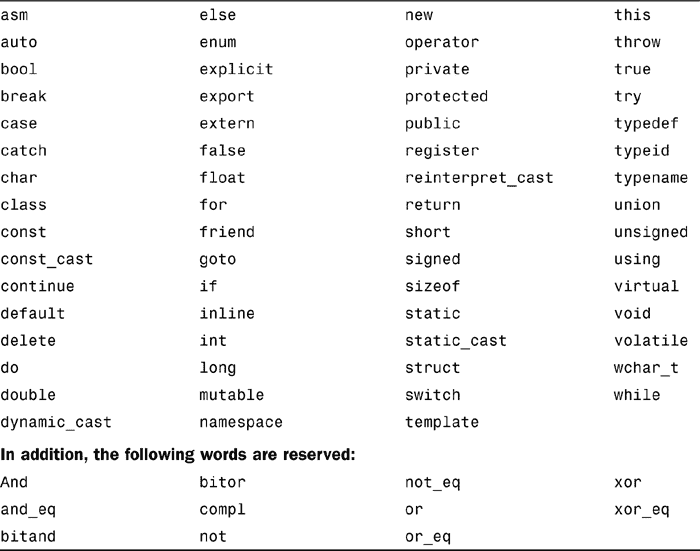 asm else new this
auto enum operator throw
bool explicit private true
break export protected try
case extern public typedef
catch false register typeid
char float reinterpret_cast typename
class for return union
const friend short unsigned
const_cast goto signed using
continue if sizeof virtual
default inline static void
delete int static_cast volatile
do long struct wchar_t
double mutable switch while
dynamic_cast namespace template
In addition, the following words are reserved:
And bitor not_eq xor
and_eq compl or xor_eq
bitand not or_eq